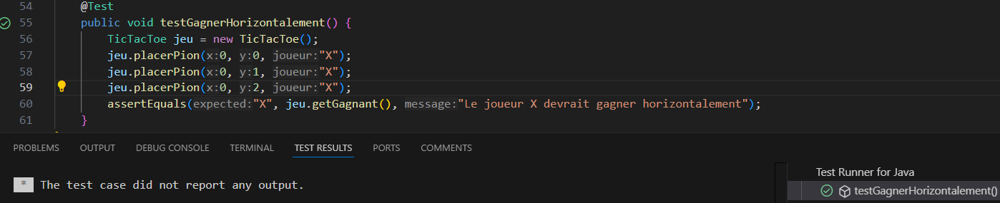 54 @Test
55 public void testGagnerHorizontalement() {
56 TicTacToe jeu = new TicTacToe();
57 jeu.placerPion(x:0, y:0, joueur:"X");
58 jeu.placerPion(x:0, y:1, joueur:"X");
59 jeu.placerPion(x:0, y:2, joueur:"X");
60 assertEquals(expected:"X", jeu.getGagnant(), message:"Le joueur X devrait gagner horizontalement");
61 }
PROBLEMS OUTPUT DEBUG CONSOLE TERMINAL TEST RESULTS PORTS COMMENTS
* The test case did not report any output.
Test Runner for Java
testGagnerHorizontalement()